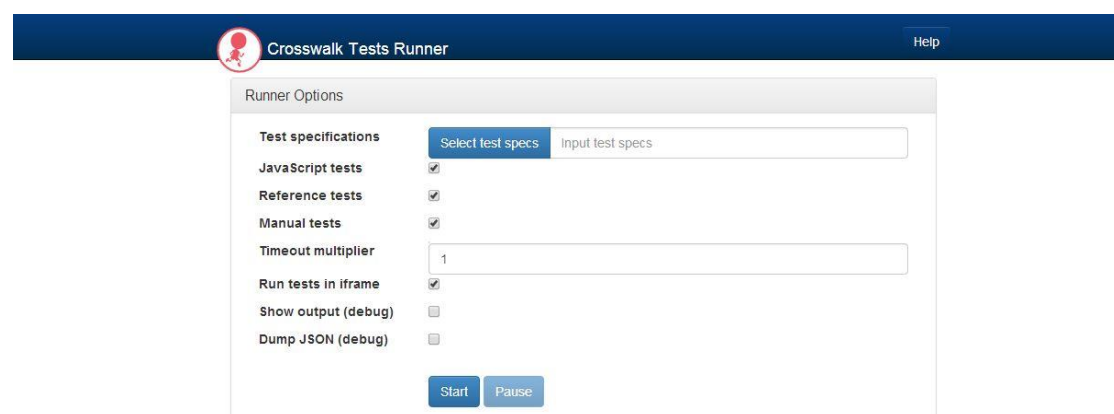 Crosswalk Tests Runner
Help
Runner Options
Test specifications
Select test specs
Input test specs
JavaScript tests
Reference tests
Manual tests
Timeout multiplier
1
Run tests in iframe
Show output (debug)
Dump JSON (debug)
Start
Pause